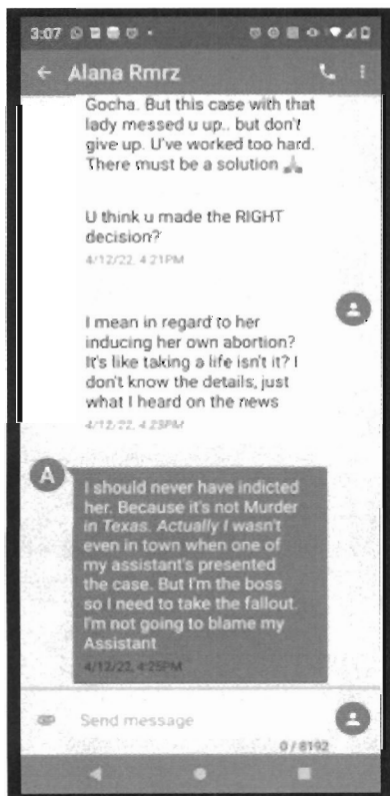 3:07
Alana Rmrz
Gocha. But this case with that
lady messed u up.. but don't
give up. U've worked too hard.
There must be a solution 🙏
U think u made the RIGHT
decision?
4/12/22, 4:21PM
I mean in regard to her
inducing her own abortion?
It's like taking a life isn't it? I
don't know the details, just
what I heard on the news
4/12/22, 4:23PM
A
I should never have indicted
her. Because it's not Murder
in Texas. Actually I wasn't
even in town when one of
my assistant's presented
the case. But I'm the boss
so I need to take the fallout.
I'm not going to blame my
Assistant
4/12/22, 4:25PM
Send message
0 / 8192